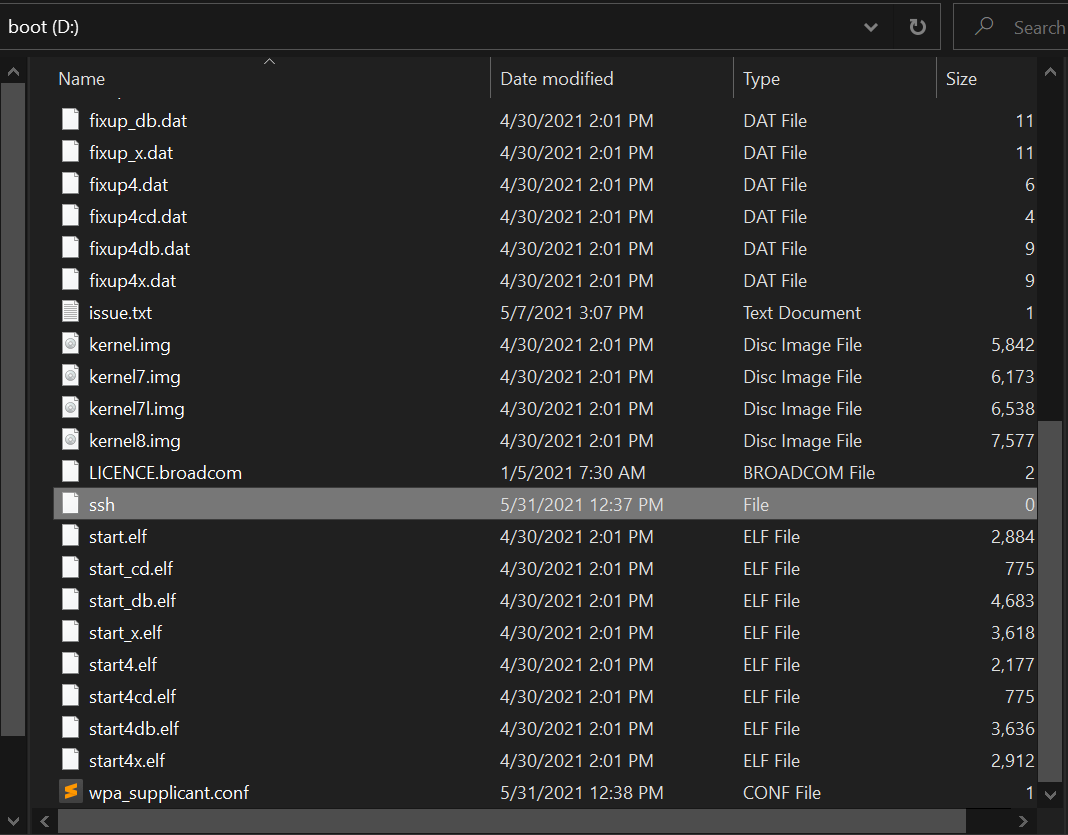 boot (D:)
Search
Name Date modified Type Size
fixup_db.dat 4/30/2021 2:01 PM DAT File 11
fixup_x.dat 4/30/2021 2:01 PM DAT File 11
fixup4.dat 4/30/2021 2:01 PM DAT File 6
fixup4cd.dat 4/30/2021 2:01 PM DAT File 4
fixup4db.dat 4/30/2021 2:01 PM DAT File 9
fixup4x.dat 4/30/2021 2:01 PM DAT File 9
issue.txt 5/7/2021 3:07 PM Text Document 1
kernel.img 4/30/2021 2:01 PM Disc Image File 5,842
kernel7.img 4/30/2021 2:01 PM Disc Image File 6,173
kernel7l.img 4/30/2021 2:01 PM Disc Image File 6,538
kernel8.img 4/30/2021 2:01 PM Disc Image File 7,577
LICENCE.broadcom 1/5/2021 7:30 AM BROADCOM File 2
ssh 5/31/2021 12:37 PM File 0
start.elf 4/30/2021 2:01 PM ELF File 2,884
start_cd.elf 4/30/2021 2:01 PM ELF File 775
start_db.elf 4/30/2021 2:01 PM ELF File 4,683
start_x.elf 4/30/2021 2:01 PM ELF File 3,618
start4.elf 4/30/2021 2:01 PM ELF File 2,177
start4cd.elf 4/30/2021 2:01 PM ELF File 775
start4db.elf 4/30/2021 2:01 PM ELF File 3,636
start4x.elf 4/30/2021 2:01 PM ELF File 2,912
wpa_supplicant.conf 5/31/2021 12:38 PM CONF File 1